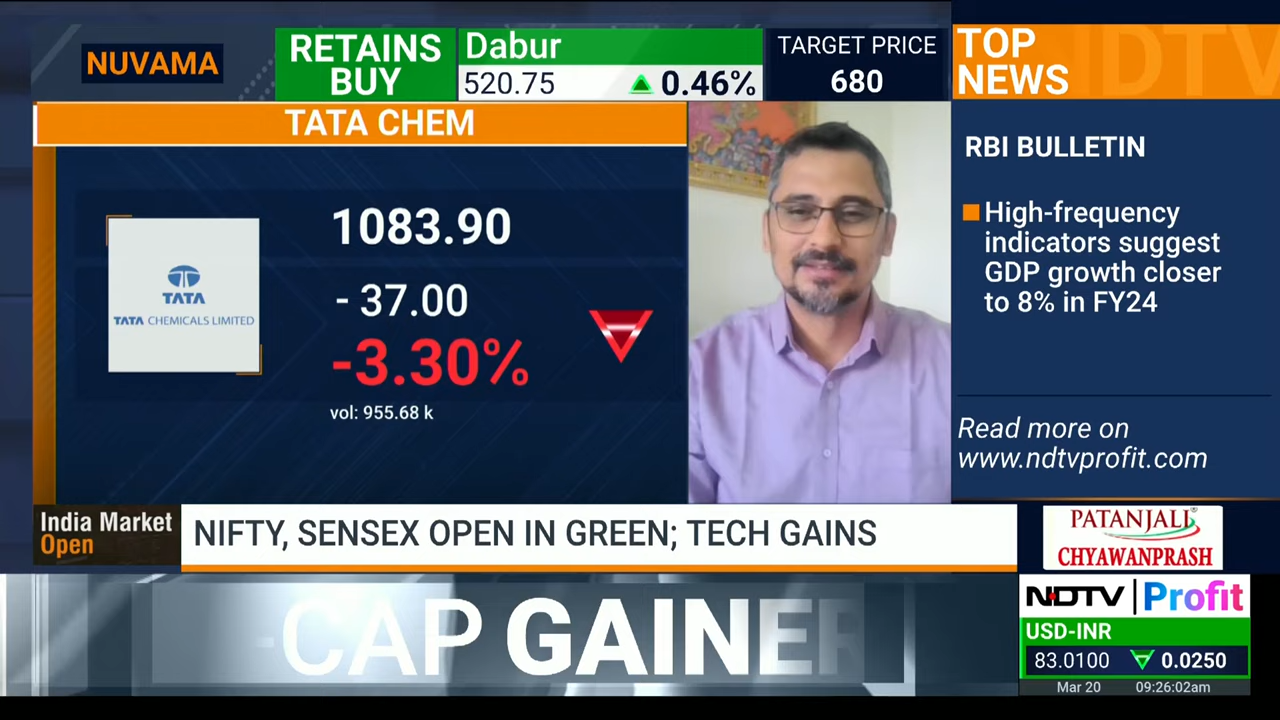 NUVAMA
RETAINS
BUY
Dabur
520.75 0.46%
TARGET PRICE
680
TOP
NEWS
NDTV
TATA CHEM
1083.90
- 37.00
-3.30%
vol: 955.68 k
TATA
TATA CHEMICALS LIMITED
RBI BULLETIN
High-frequency
indicators suggest
GDP growth closer
to 8% in FY24
Read more on
www.ndtvprofit.com
India Market
Open
NIFTY, SENSEX OPEN IN GREEN; TECH GAINS
PATANJALI®
CHYAWANPRASH
-CAP GAINER
NDTV Profit
USD-INR
83.0100 0.0250
Mar 20 09:26:02am